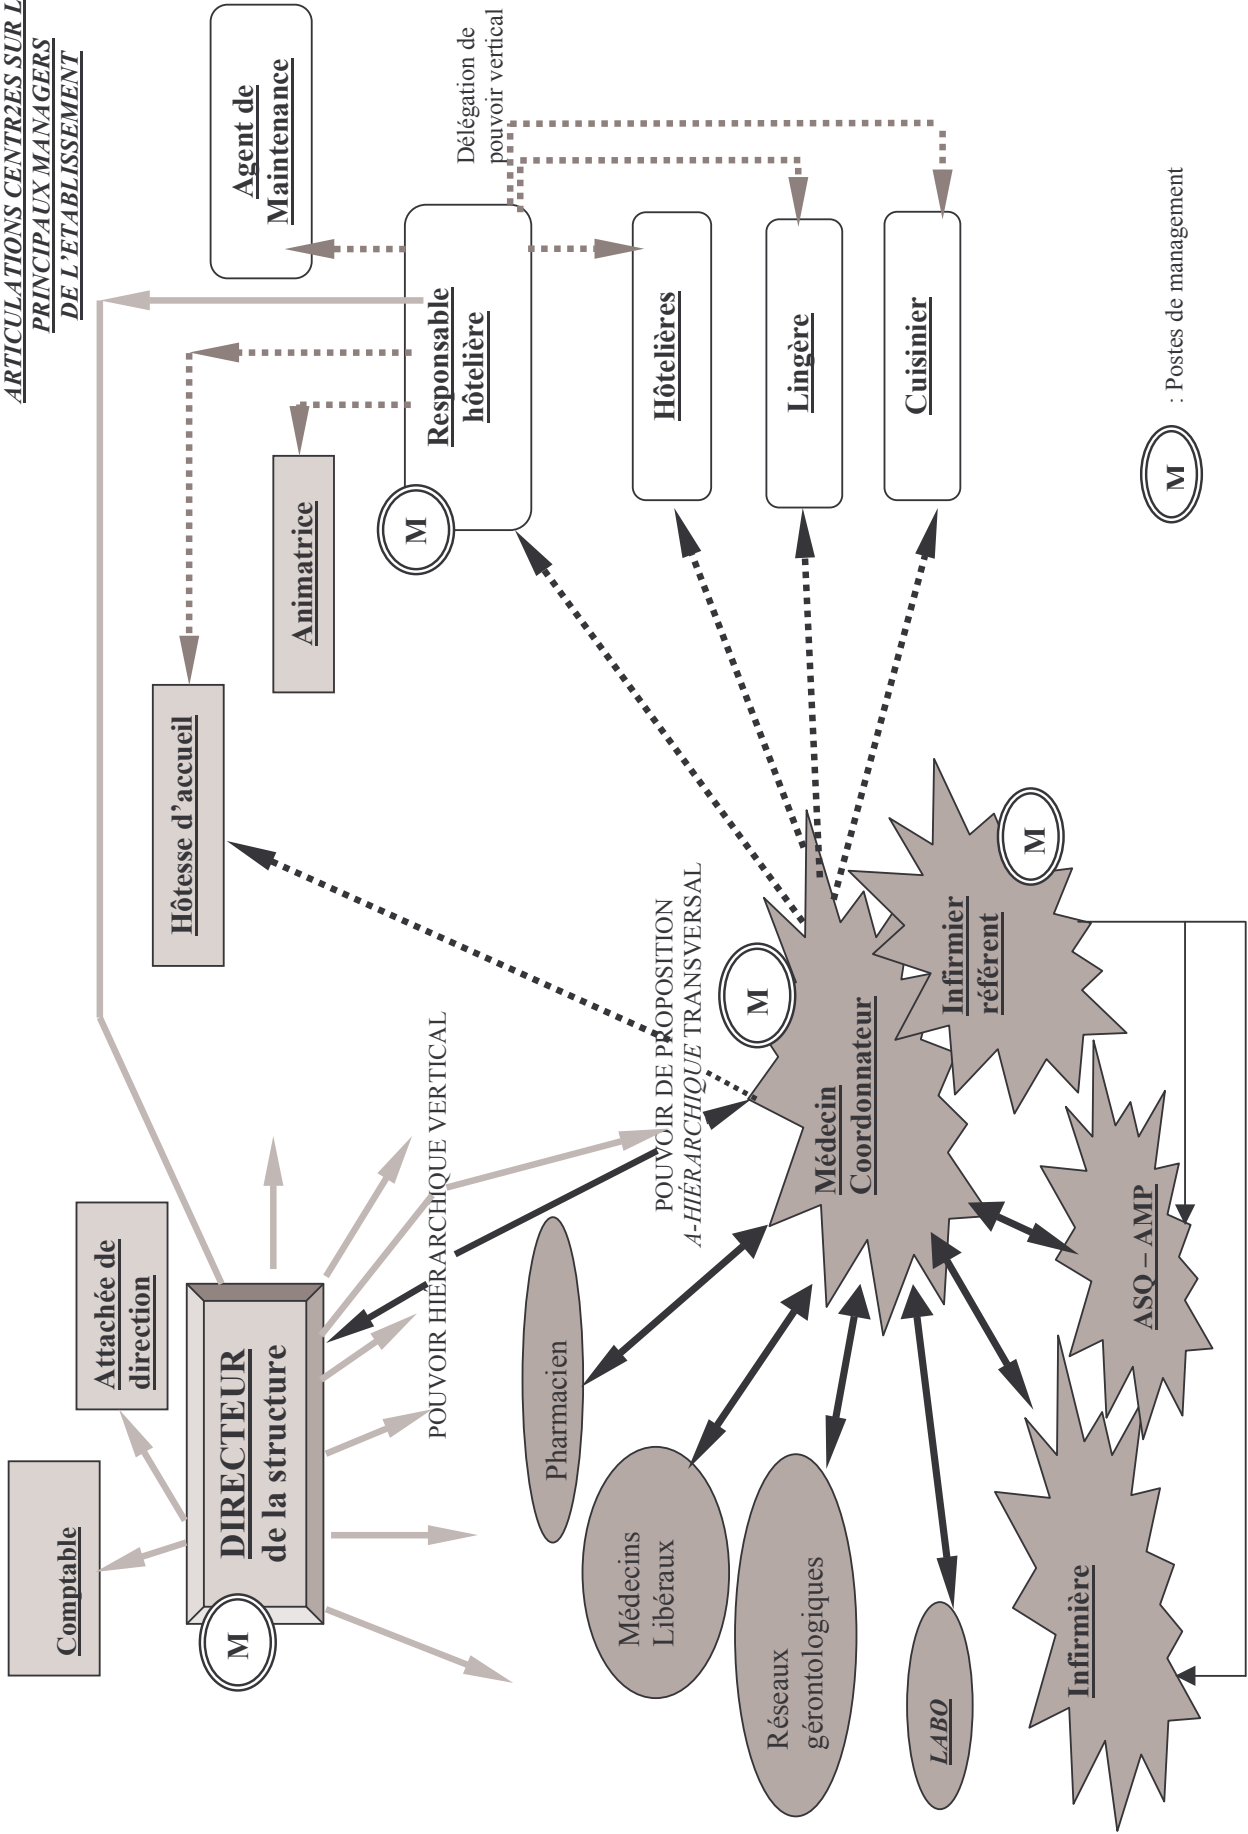 ARTICULATIONS CENTR2ES SUR L
PRINCIPAUX MANAGERS
DE L'ETABLISSEMENT
Comptable
Attachée de
direction
Hôtesse d'accueil
Animatrice
Agent de
Maintenance
M
DIRECTEUR
de la structure
M
Responsable
hôtelière
Délégation de
pouvoir vertical
POUVOIR HIERARCHIQUE VERTICAL
Pharmacien
POUVOIR DE PROPOSITION
A-HIÉRARCHIQUE TRANSVERSAL
Hôtelières
Médecins
Libéraux
M
Lingère
Réseaux
gérontologiques
Médecin
Coordonnateur
Cuisinier
LABO
Infirmier
référent
M
Infirmière
ASQ – AMP
M
: Postes de management